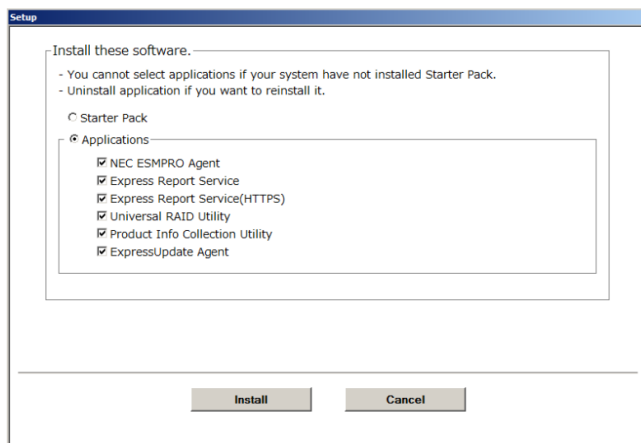 Setup
Install these software.
- You cannot select applications if your system have not installed Starter Pack.
- Uninstall application if you want to reinstall it.
Starter Pack
Applications
NEC ESMPRO Agent
Express Report Service
Express Report Service(HTTPS)
Universal RAID Utility
Product Info Collection Utility
ExpressUpdate Agent
Install Cancel